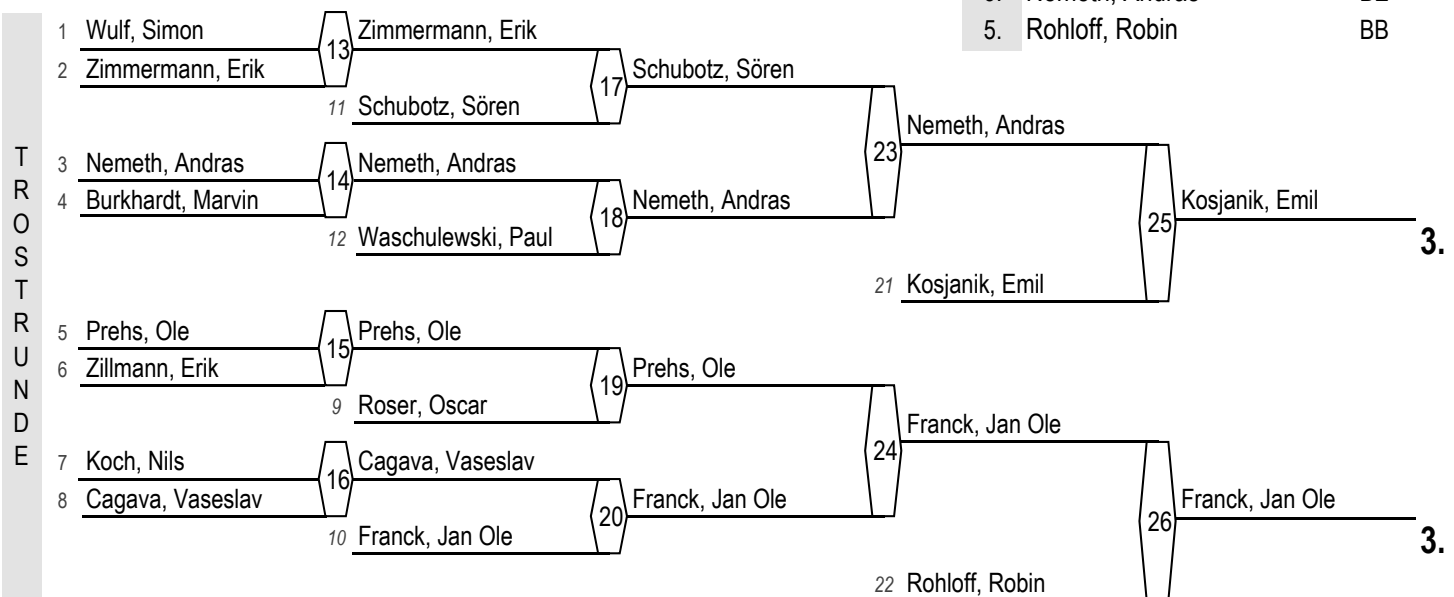 5. Rohloff, Robin BB
TROSTRUNDE
1 Wulf, Simon
2 Zimmermann, Erik
13
Zimmermann, Erik
11 Schubotz, Sören
17
Schubotz, Sören
3 Nemeth, Andras
4 Burkhardt, Marvin
14
Nemeth, Andras
12 Waschulewski, Paul
18
Nemeth, Andras
23
Nemeth, Andras
21 Kosjanik, Emil
25
Kosjanik, Emil
3.
5 Prehs, Ole
6 Zillmann, Erik
15
Prehs, Ole
9 Roser, Oscar
19
Prehs, Ole
7 Koch, Nils
8 Cagava, Vaseslav
16
Cagava, Vaseslav
10 Franck, Jan Ole
20
Franck, Jan Ole
24
Franck, Jan Ole
22 Rohloff, Robin
26
Franck, Jan Ole
3.